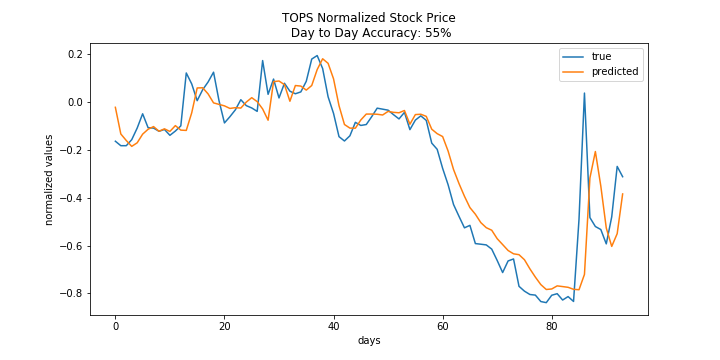 TOPS Normalized Stock Price
Day to Day Accuracy: 55%
true
predicted
normalized values
0.2
0.0
−0.2
−0.4
−0.6
−0.8
0 20 40 60 80
days